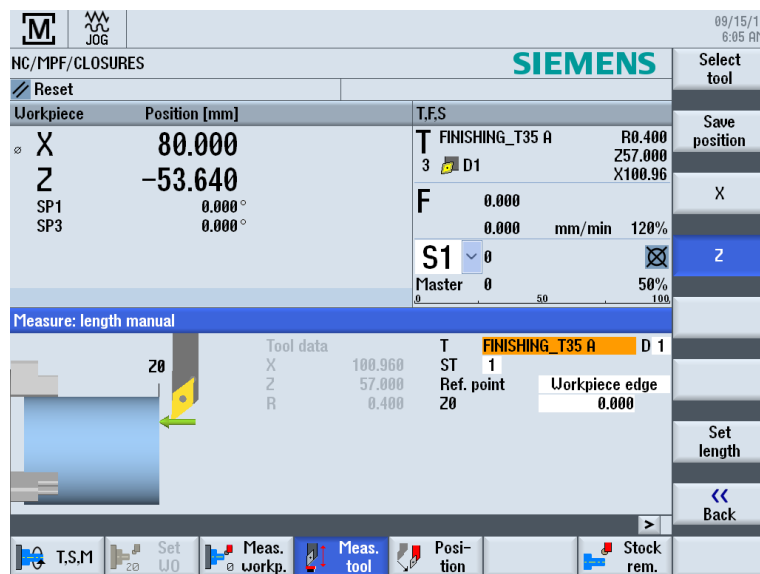 M JOG
09/15/1
6:05 AM
NC/MPF/CLOSURES SIEMENS
Select tool
Reset
Workpiece Position [mm] T,F,S
Save position
⌀ X 80.000
T FINISHING_T35 A R0.400
3 D1 Z57.000
X100.96
Z -53.640
SP1 0.000°
SP3 0.000°
F 0.000
0.000 mm/min 120%
X
S1 0
Z
Master 0 50%
0 50 100
Measure: length manual
Z0
Tool data
X 100.960
Z 57.000
R 0.400
T FINISHING_T35 A D 1
ST 1
Ref. point Workpiece edge
Z0 0.000
Set length
<< Back
>
T,S,M
Z0 Set WO
⌀ Meas. workp.
Meas. tool
Posi-
tion
Stock rem.